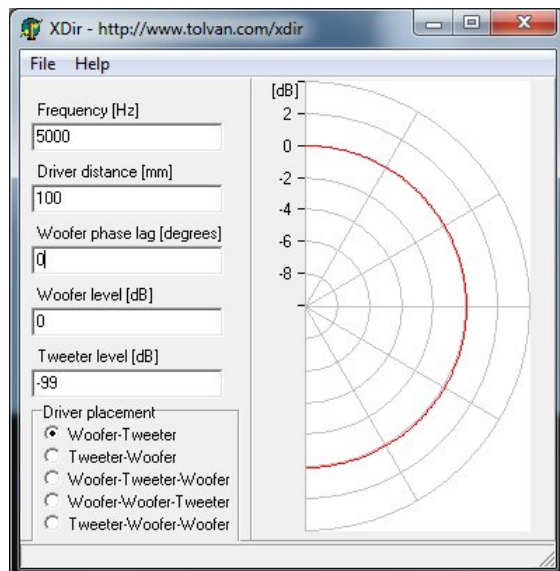 XDir - http://www.tolvan.com/xdir
File Help
Frequency [Hz]
5000
Driver distance [mm]
100
Woofer phase lag [degrees]
0
Woofer level [dB]
0
Tweeter level [dB]
-99
Driver placement
Woofer-Tweeter
Tweeter-Woofer
Woofer-Tweeter-Woofer
Woofer-Woofer-Tweeter
Tweeter-Woofer-Woofer
[dB]
2
0
-2
-4
-6
-8